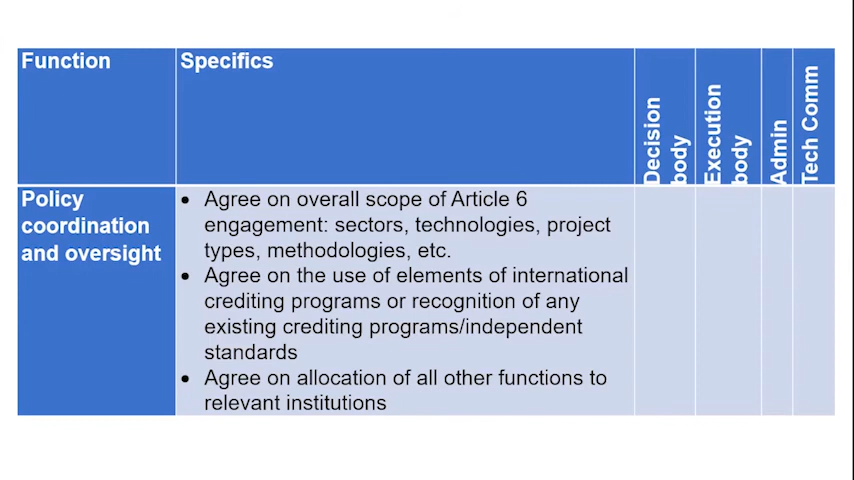 Function
Specifics
Decision
body
Execution
body
Admin
Tech Comm
Policy
coordination
and oversight
• Agree on overall scope of Article 6
engagement: sectors, technologies, project
types, methodologies, etc.
• Agree on the use of elements of international
crediting programs or recognition of any
existing crediting programs/independent
standards
• Agree on allocation of all other functions to
relevant institutions